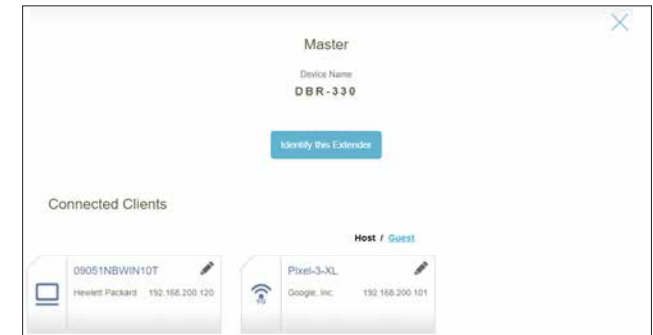 Master
Device Name
DBR-330
Identify this Extender
Connected Clients
Host / Guest
09051NBWIN10T
Hewlett Packard 192.168.200.120
Pixel-3-XL
Google, Inc. 192.168.200.101